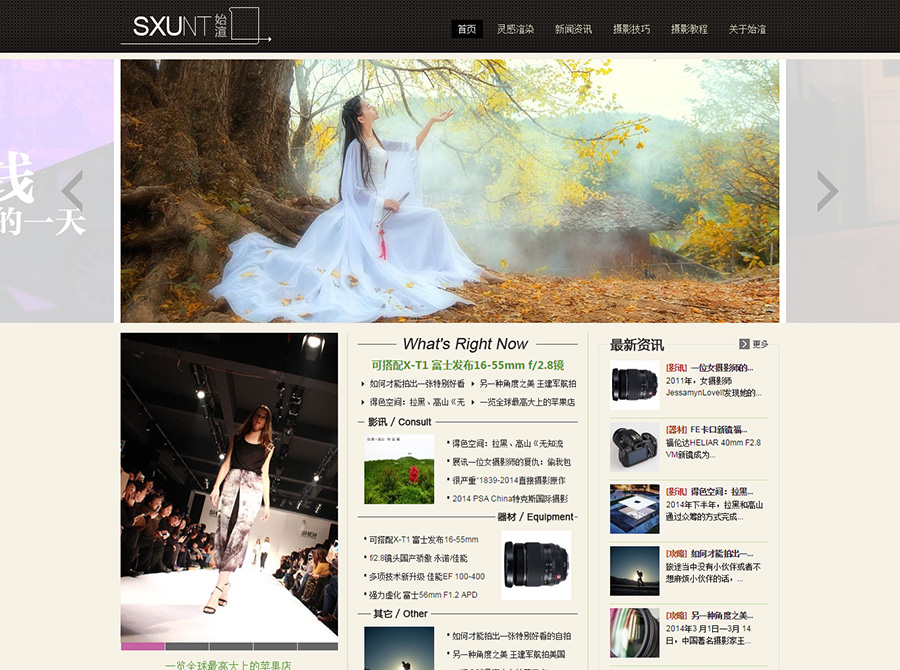 SXUNT 始渲
首页 灵感渲染 新闻资讯 摄影技巧 摄影教程 关于始渲
线
的一天
What's Right Now
可搭配X-T1 富士发布16-55mm f/2.8镜
如何才能拍出一张特别好看 另一种角度之美 王建军航拍
得色空间：拉黑、高山《无 一览全球最高大上的苹果店
影讯 / Consult
得色空间：拉黑、高山《无知流
展讯一位女摄影师的复仇：偷我包
很严重"1839-2014直接摄影原作
2014 PSA China特克斯国际摄影
器材 / Equipment
可搭配X-T1 富士发布16-55mm
f/2.8镜头国产骄傲 永诺/佳能
多项技术新升级 佳能EF 100-400
强力虚化 富士56mm F1.2 APD
其它 / Other
如何才能拍出一张特别好看的自拍
另一种角度之美 王建军航拍美国
一览全球最高大上的苹果店
最新资讯 更多
[影讯] 一位女摄影师的...
2011年，女摄影师
JessamynLovell发现她的...
[器材] FE卡口新镜福...
福伦达HELIAR 40mm F2.8
VM新镜成为...
[影讯] 得色空间：拉黑...
2014年下半年，拉黑和高山
通过众筹的方式完成...
[攻略] 如何才能拍出一...
旅途当中没有小伙伴或者不
想麻烦小伙伴的话，...
[攻略] 另一种角度之美...
2014年3 月1日—3月 14
日，中国著名摄影家王...